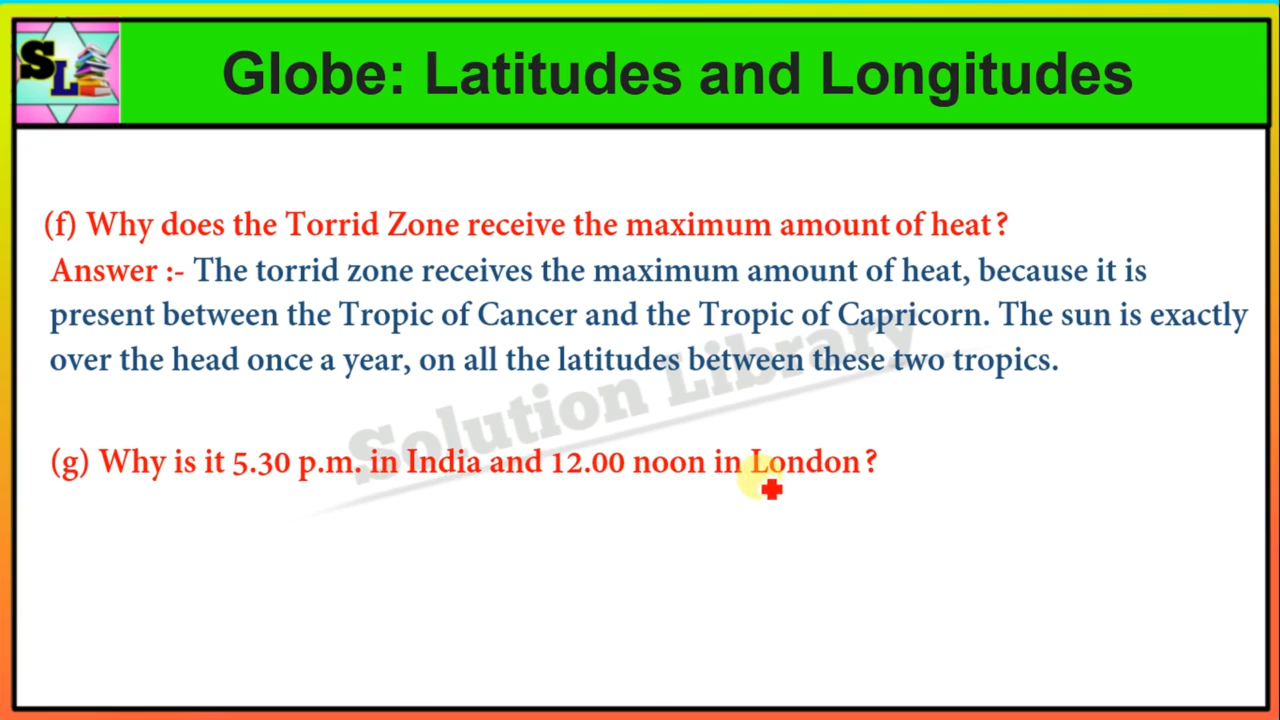 SL
Globe: Latitudes and Longitudes
(f) Why does the Torrid Zone receive the maximum amount of heat?
Answer :- The torrid zone receives the maximum amount of heat, because it is
present between the Tropic of Cancer and the Tropic of Capricorn. The sun is exactly
over the head once a year, on all the latitudes between these two tropics.
Solution Library
(g) Why is it 5.30 p.m. in India and 12.00 noon in London?